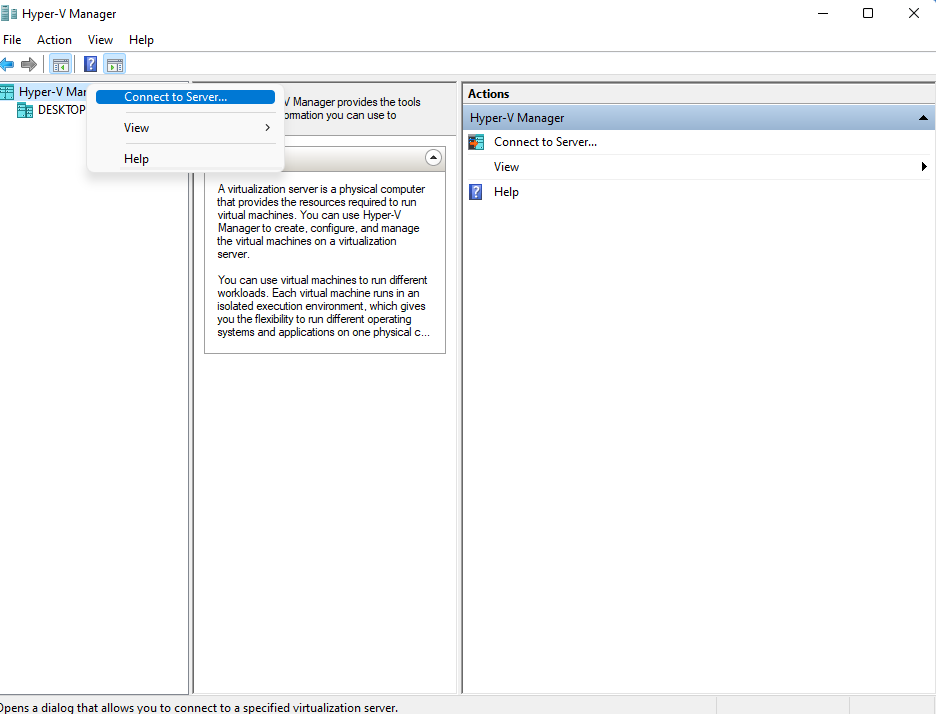 Hyper-V Manager
File Action View Help
Hyper-V Mar
DESKTOP
Connect to Server...
View
Help
V Manager provides the tools
ormation you can use to
A virtualization server is a physical computer
that provides the resources required to run
virtual machines. You can use Hyper-V
Manager to create, configure, and manage
the virtual machines on a virtualization
server.
You can use virtual machines to run different
workloads. Each virtual machine runs in an
isolated execution environment, which gives
you the flexibility to run different operating
systems and applications on one physical c...
Actions
Hyper-V Manager
Connect to Server...
View
Help
Opens a dialog that allows you to connect to a specified virtualization server.